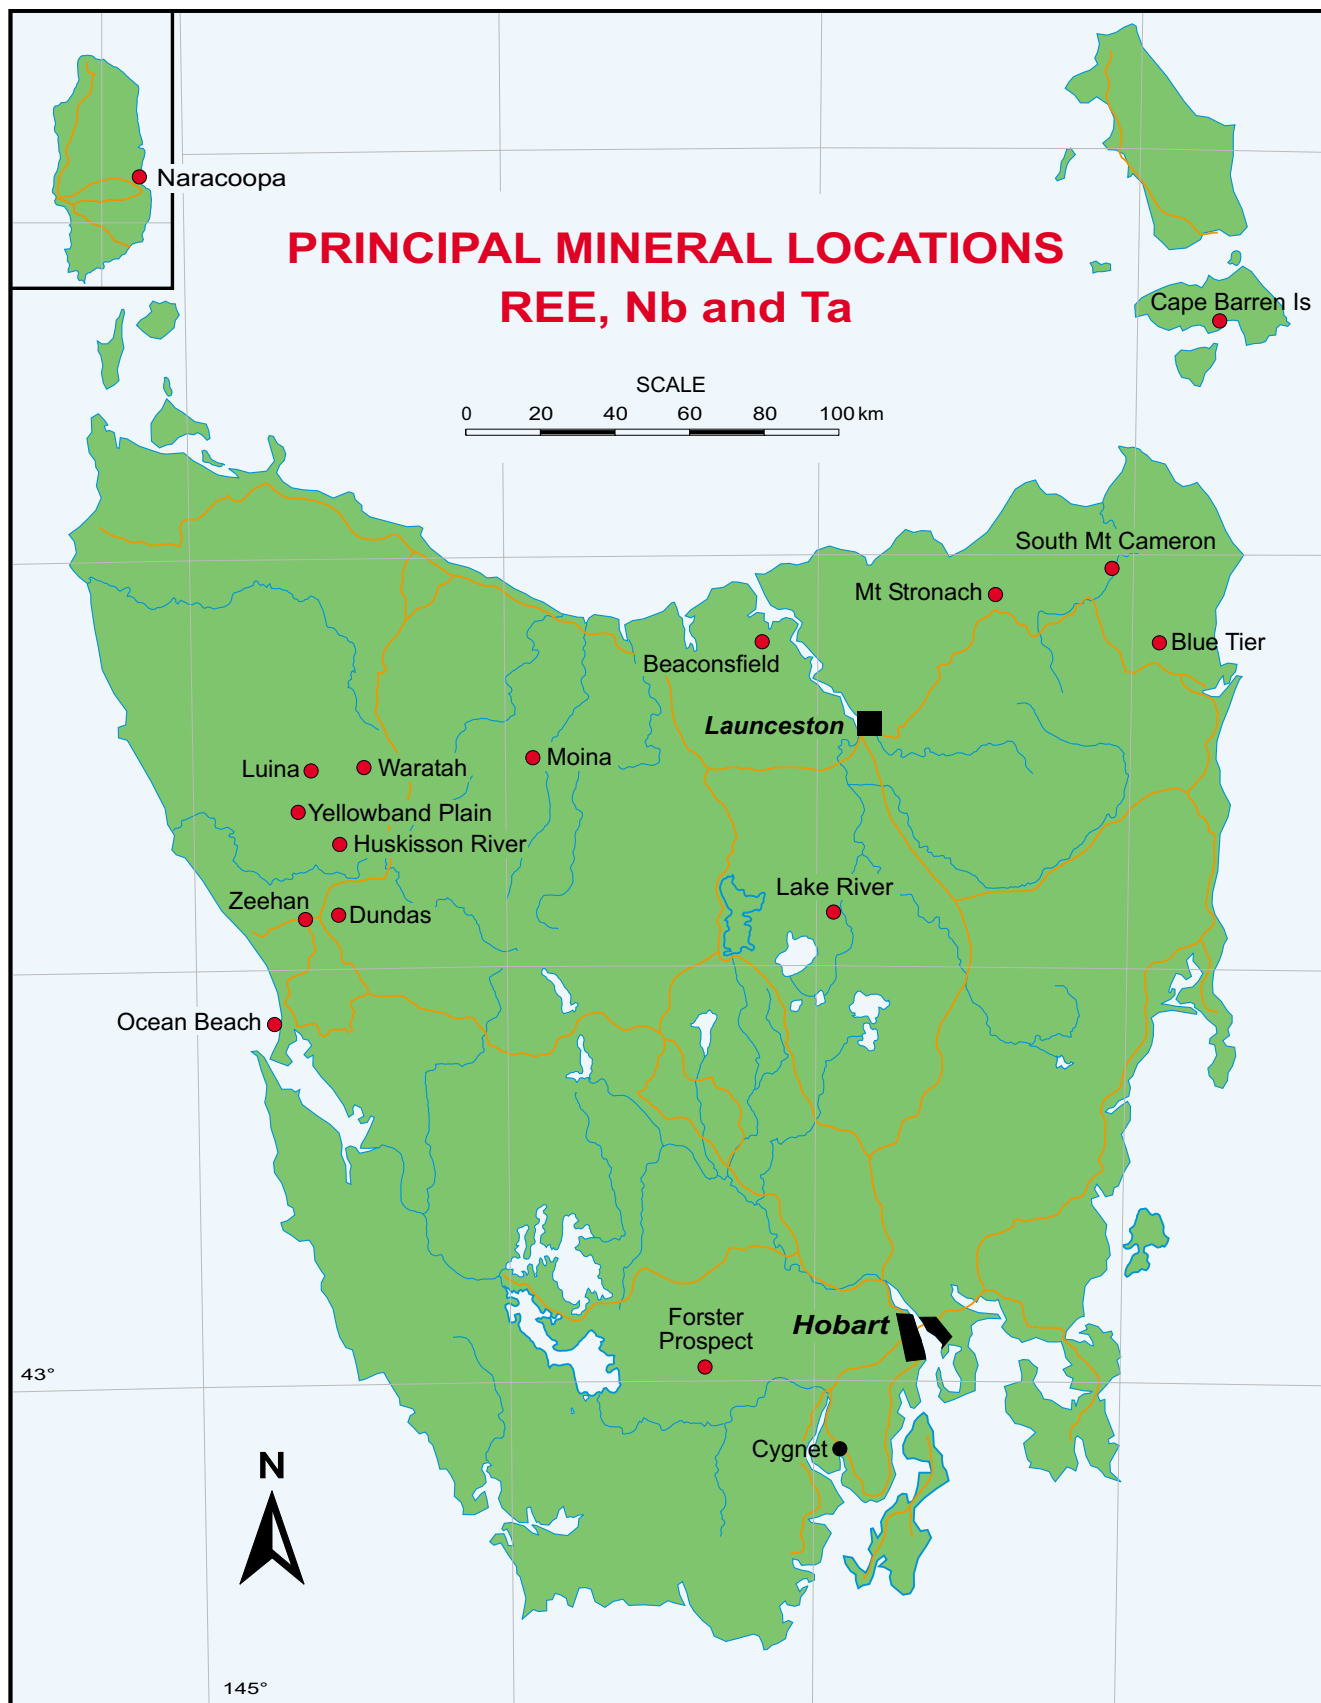 Naracoopa
PRINCIPAL MINERAL LOCATIONS
REE, Nb and Ta
Cape Barren Is
SCALE
0 20 40 60 80 100 km
South Mt Cameron
Mt Stronach
Blue Tier
Beaconsfield
Launceston
Luina
Waratah
Moina
Yellowband Plain
Huskisson River
Lake River
Zeehan
Dundas
Ocean Beach
Forster
Prospect
Hobart
43°
Cygnet
N
145°